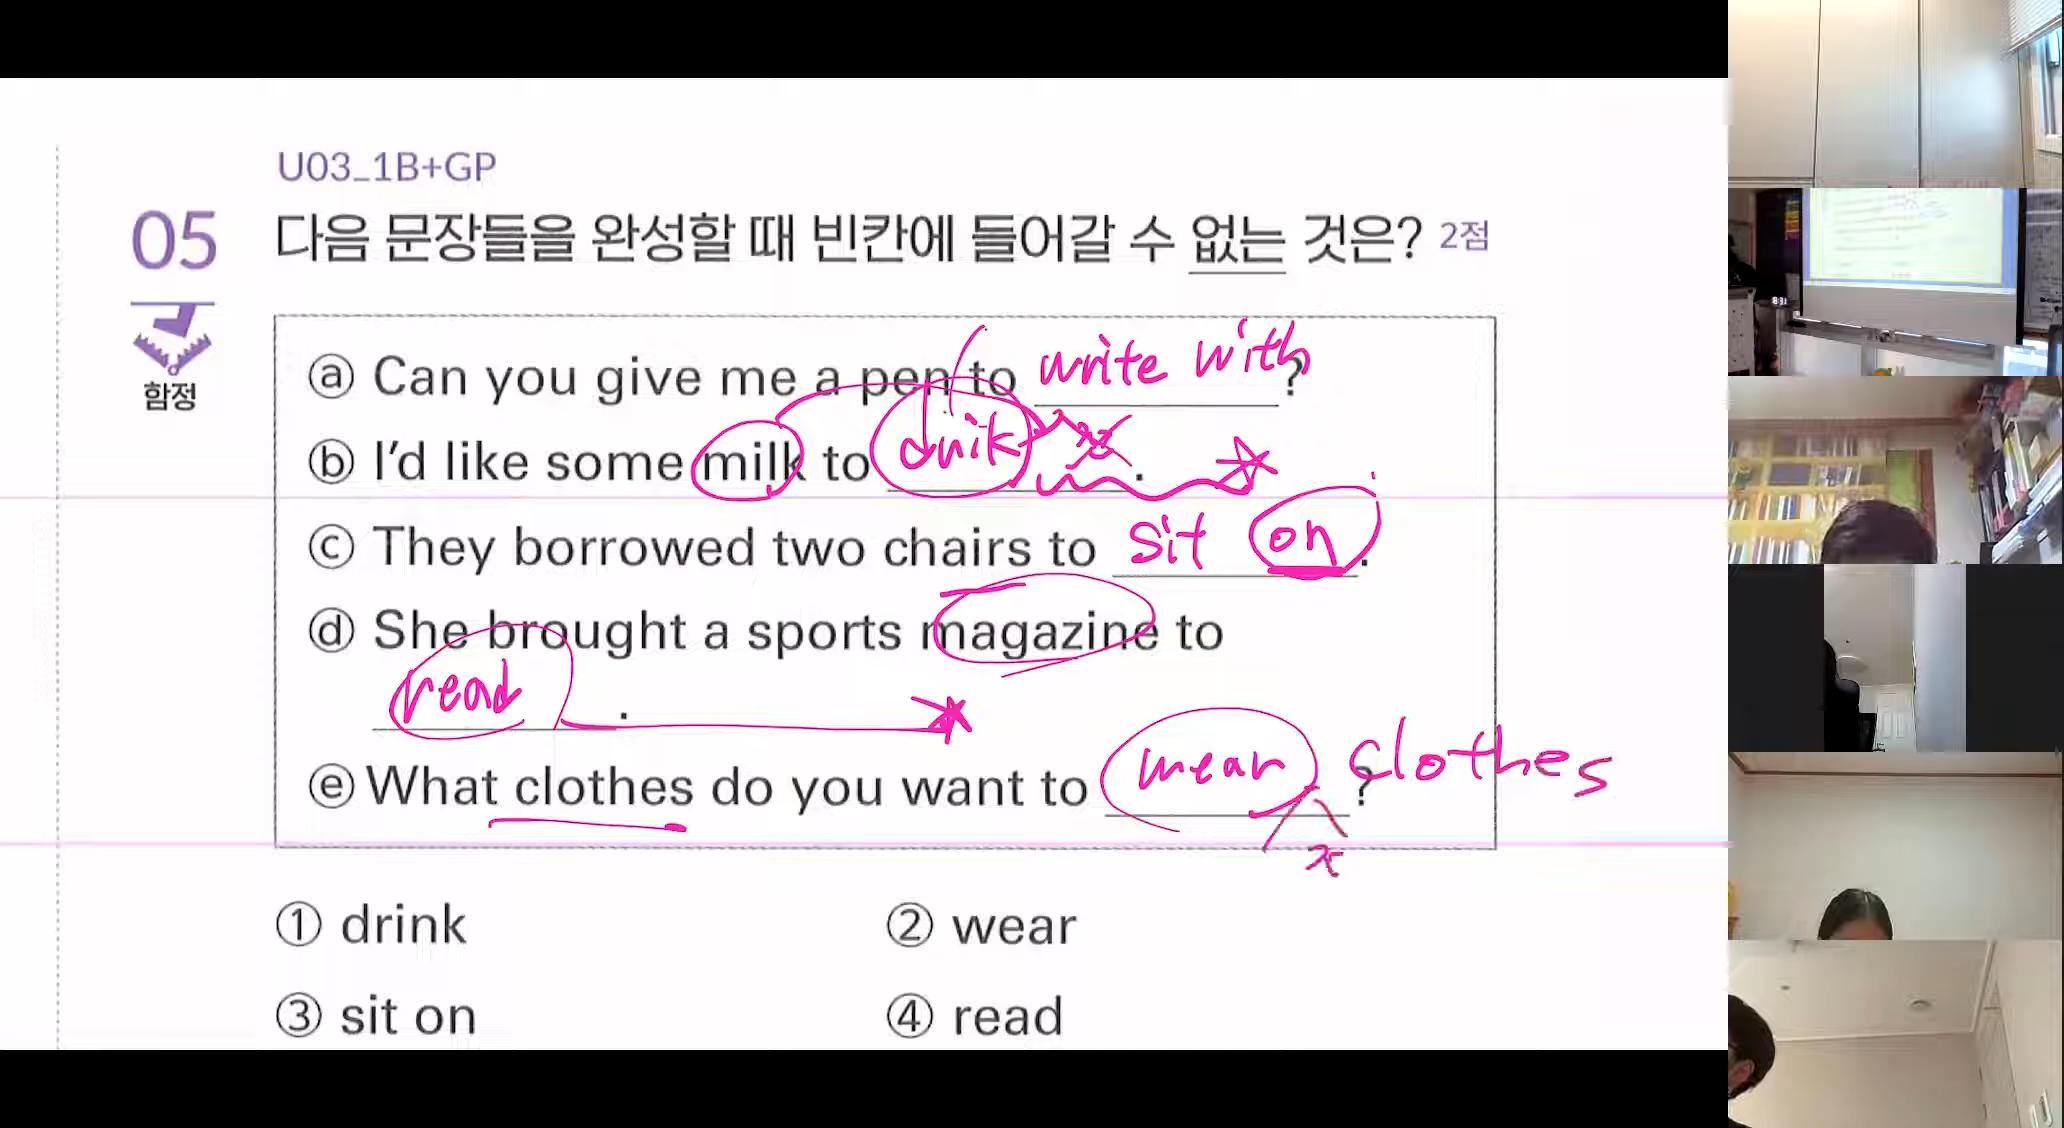 U03_1B+GP
05 다음 문장들을 완성할 때 빈칸에 들어갈 수 없는 것은? 2점
함정
ⓐ Can you give me a pen to write with?
ⓑ I'd like some milk to dnik.
ⓒ They borrowed two chairs to sit on.
ⓓ She brought a sports magazine to
read.
ⓔ What clothes do you want to wear? clothes
x
① drink ② wear
③ sit on ④ read